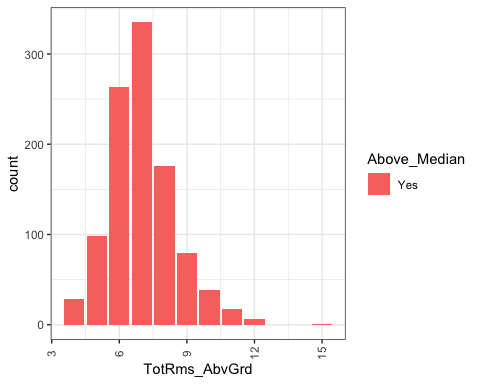 300
200
100
0
count
3
6
9
12
15
TotRms_AbvGrd
Above_Median
Yes